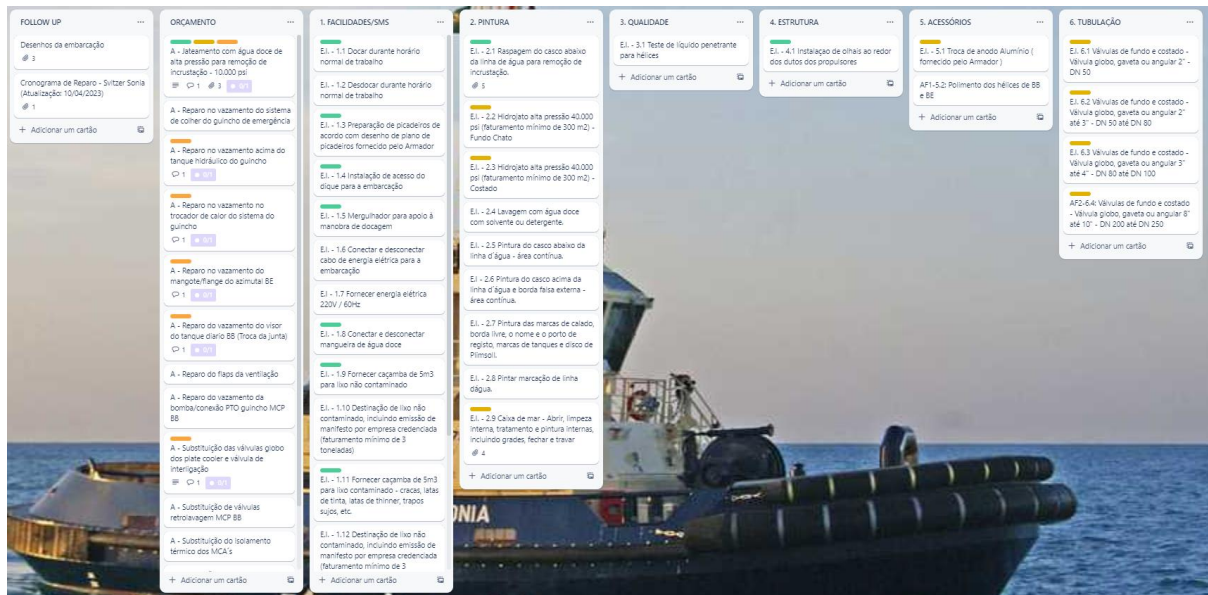 FOLLOW UP
Desenhos da embarcação
3
Cronograma de Reparo - Svitzer Sonia
(Atualização: 10/04/2023)
1
+ Adicionar um cartão
ORÇAMENTO
A - Jateamento com água doce de
alta pressão para remoção de
incrustação - 10.000 psi
1 3 0/1
A - Reparo no vazamento do sistema
de colher do guincho de emergência
A - Reparo no vazamento acima do
tanque hidráulico do guincho
1 0/1
A - Reparo no vazamento no
trocador de calor do sistema do
guincho
1 0/1
A - Reparo no vazamento do
mangote/flange do azimutal BE
1 0/1
A - Reparo do vazamento do visor
do tanque diario BB (Troca da junta)
1 0/1
A - Reparo do flaps da ventilação
A - Reparo do vazamento da
bomba/conexão PTO guincho MCP
BB
A - Substituição das válvulas globo
dos plate cooler e válvula de
interligação
1 0/1
A - Substituição de válvulas
retrolavagem MCP BB
A - Substituição do isolamento
térmico dos MCA's
+ Adicionar um cartão
1. FACILIDADES/SMS
E.I. - 1.1 Docar durante horário
normal de trabalho
E.I. - 1.2 Desdocar durante horário
normal de trabalho
E.I. - 1.3 Preparação de picadeiros de
acordo com desenho de plano de
picadeiros fornecido pelo Armador
E.I. - 1.4 Instalação de acesso do
dique para a embarcação
E.I. - 1.5 Mergulhador para apoio à
manobra de docagem
E.I. - 1.6 Conectar e desconectar
cabo de energia elétrica para a
embarcação
E.I - 1.7 Fornecer energia elétrica
220V / 60Hz
E.I. - 1.8 Conectar e desconectar
mangueira de água doce
E.I. - 1.9 Fornecer caçamba de 5m3
para lixo não contaminado
E.I. - 1.10 Destinação de lixo não
contaminado, incluindo emissão de
manifesto por empresa credenciada
(faturamento mínimo de 3
toneladas)
E.I. - 1.11 Fornecer caçamba de 5m3
para lixo contaminado - cracas, latas
de tinta, latas de thinner, trapos
sujos, etc.
E.I. - 1.12 Destinação de lixo não
contaminado, incluindo emissão de
manifesto por empresa credenciada
(faturamento mínimo de 3
+ Adicionar um cartão
2. PINTURA
E.I. - 2.1 Raspagem do casco abaixo
da linha de água para remoção de
incrustação.
5
E.I. - 2.2 Hidrojato alta pressão 40.000
psi (faturamento mínimo de 300 m2) -
Fundo Chato
E.I. - 2.3 Hidrojato alta pressão 40.000
psi (faturamento mínimo de 300 m2) -
Costado
E.I. - 2.4 Lavagem com água doce
com solvente ou detergente.
E.I. - 2.5 Pintura do casco abaixo da
linha d'água - área contínua.
E.I. - 2.6 Pintura do casco acima da
linha d'água e borda falsa externa -
área contínua.
E.I. - 2.7 Pintura das marcas de calado,
borda livre, o nome e o porto de
registo, marcas de tanques e disco de
Plimsoll.
E.I. - 2.8 Pintar marcação de linha
dágua.
E.I. - 2.9 Caixa de mar - Abrir, limpeza
interna, tratamento e pintura internas,
incluindo grades, fechar e travar
4
+ Adicionar um cartão
3. QUALIDADE
E.I. - 3.1 Teste de líquido penetrante
para hélices
+ Adicionar um cartão
4. ESTRUTURA
E.I. - 4.1 Instalaçao de olhais ao redor
dos dutos dos propulsores
+ Adicionar um cartão
5. ACESSÓRIOS
E.I. - 5.1 Troca de anodo Alumínio (
fornecido pelo Armador )
AF1-5.2: Polimento dos hélices de BB
e BE
+ Adicionar um cartão
6. TUBULAÇÃO
E.I. 6.1 Válvulas de fundo e costado -
Válvula globo, gaveta ou angular 2" -
DN 50
E.I. 6.2 Válvulas de fundo e costado -
Válvula globo, gaveta ou angular 2"
até 3" - DN 50 até DN 80
E.I. 6.3 Válvulas de fundo e costado -
Válvula globo, gaveta ou angular 3"
até 4" - DN 80 até DN 100
AF2-6.4: Válvulas de fundo e costado
- Válvula globo, gaveta ou angular 8"
até 10" - DN 200 até DN 250
+ Adicionar um cartão
ONIA